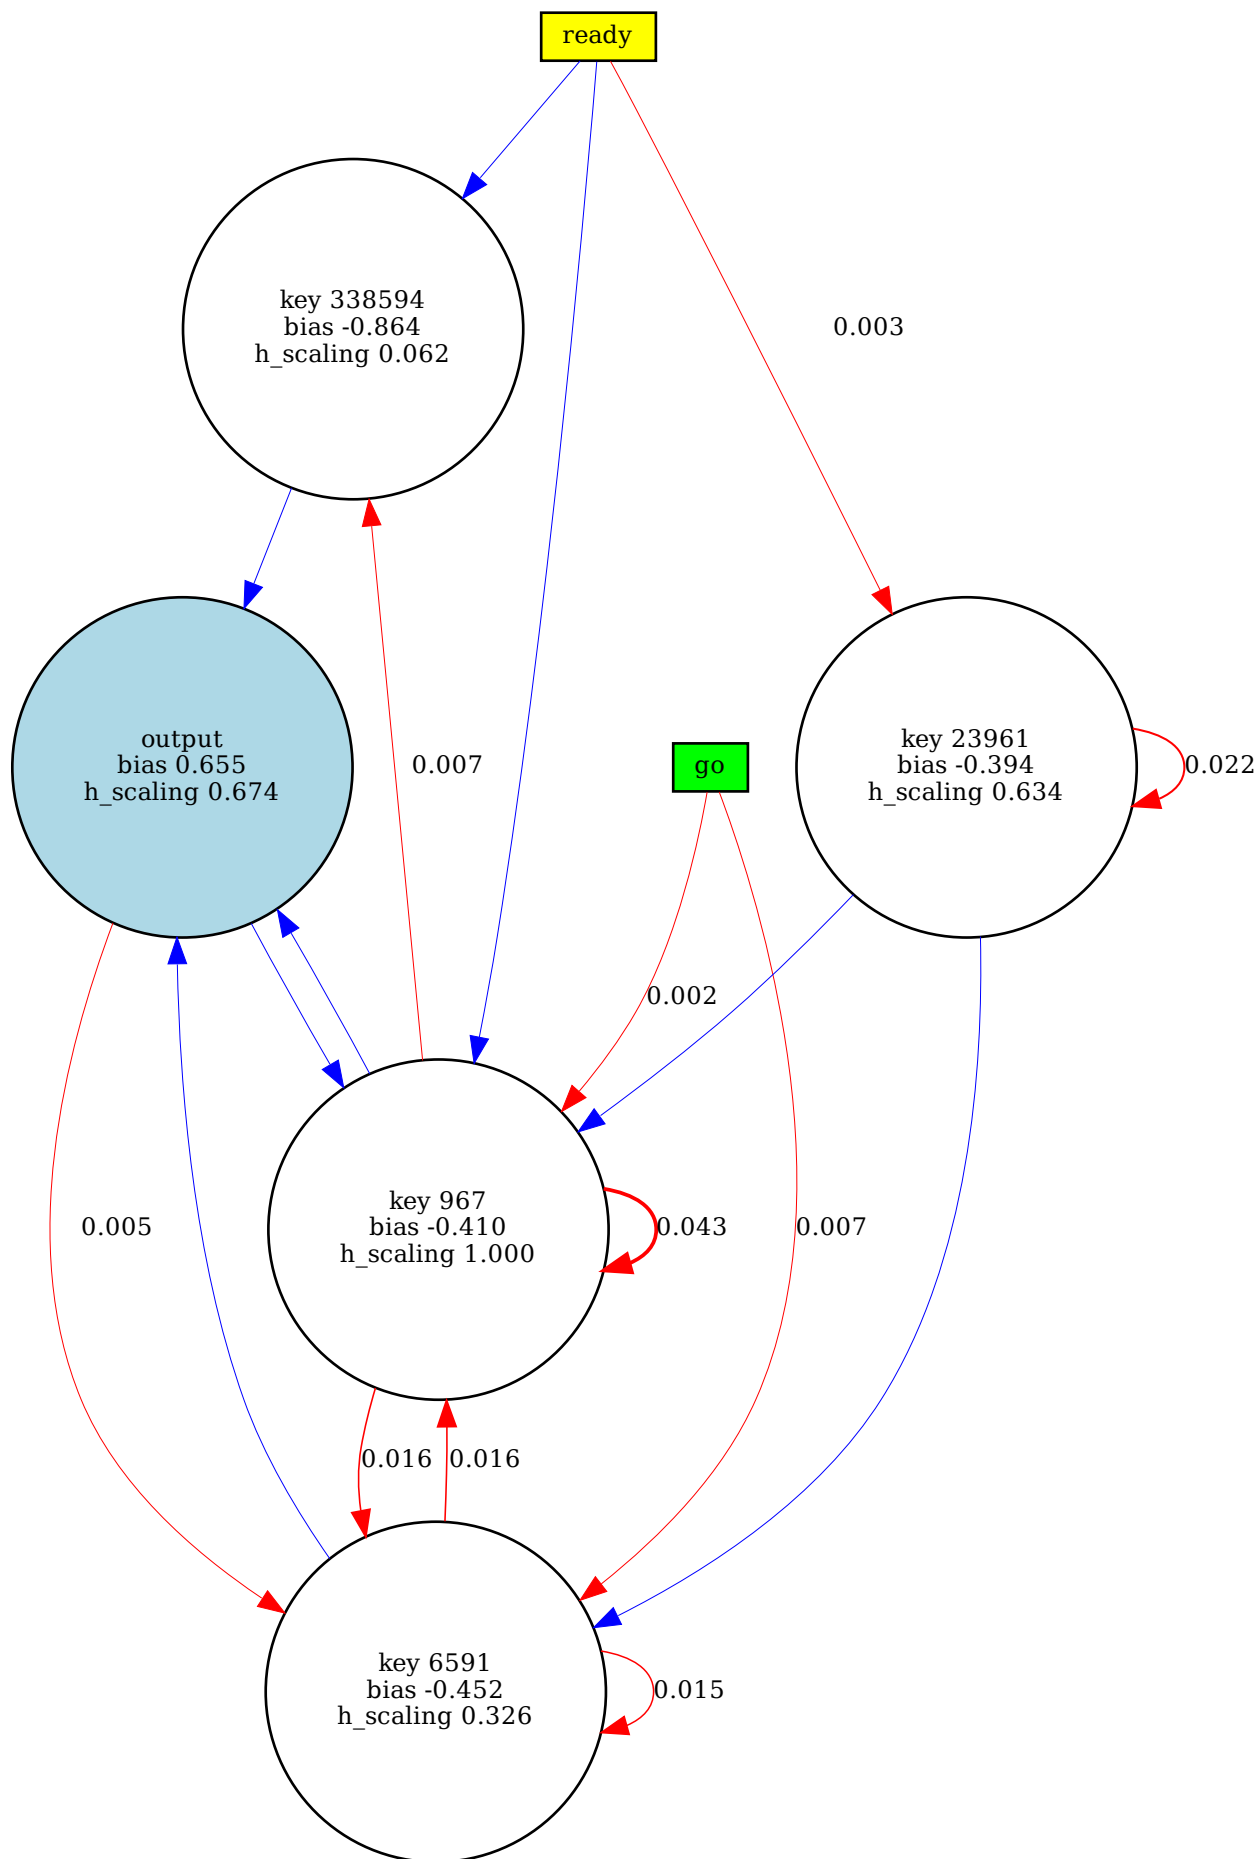 ready
key 338594
bias -0.864
h_scaling 0.062
0.003
output
bias 0.655
h_scaling 0.674
0.007
go
key 23961
bias -0.394
h_scaling 0.634
0.022
0.002
0.005
key 967
bias -0.410
h_scaling 1.000
0.043
0.007
0.016
0.016
key 6591
bias -0.452
h_scaling 0.326
0.015